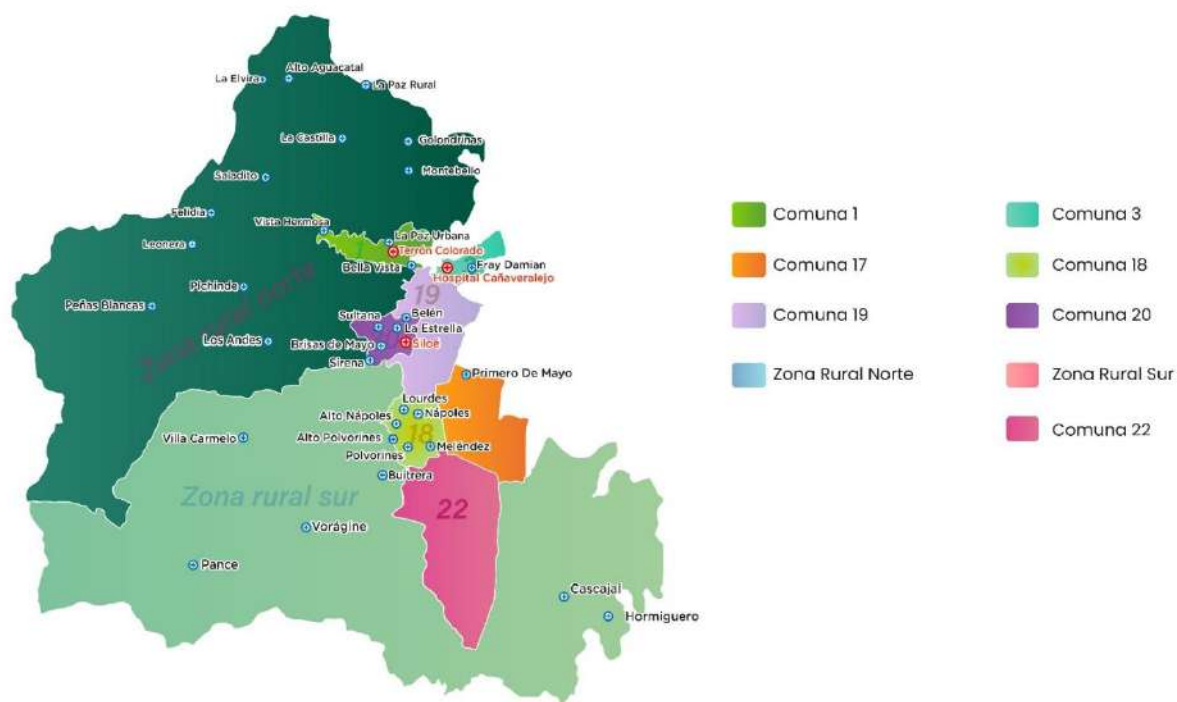 Alto Aguacatal
La Elvira
La Paz Rural
La Castilla
Golondrinas
Montebello
Saladito
Felidia
Vista Hermosa
La Paz Urbana
Leonera
1
Terrón Colorado
Bella Vista
Fray Damian
Hospital Cañaveralejo
Pichinde
19
Peñas Blancas
Zona rural norte
Belén
Sultana
La Estrella
Los Andes
Brisas de Mayo
Siloé
Sirena
Primero De Mayo
Lourdes
Alto Nápoles
Nápoles
18
Villa Carmelo
Alto Polvorines
Meléndez
Polvorines
Buitrera
Zona rural sur
22
Vorágine
Pance
Cascajal
Hormiguero
Comuna 1
Comuna 17
Comuna 19
Zona Rural Norte
Comuna 3
Comuna 18
Comuna 20
Zona Rural Sur
Comuna 22